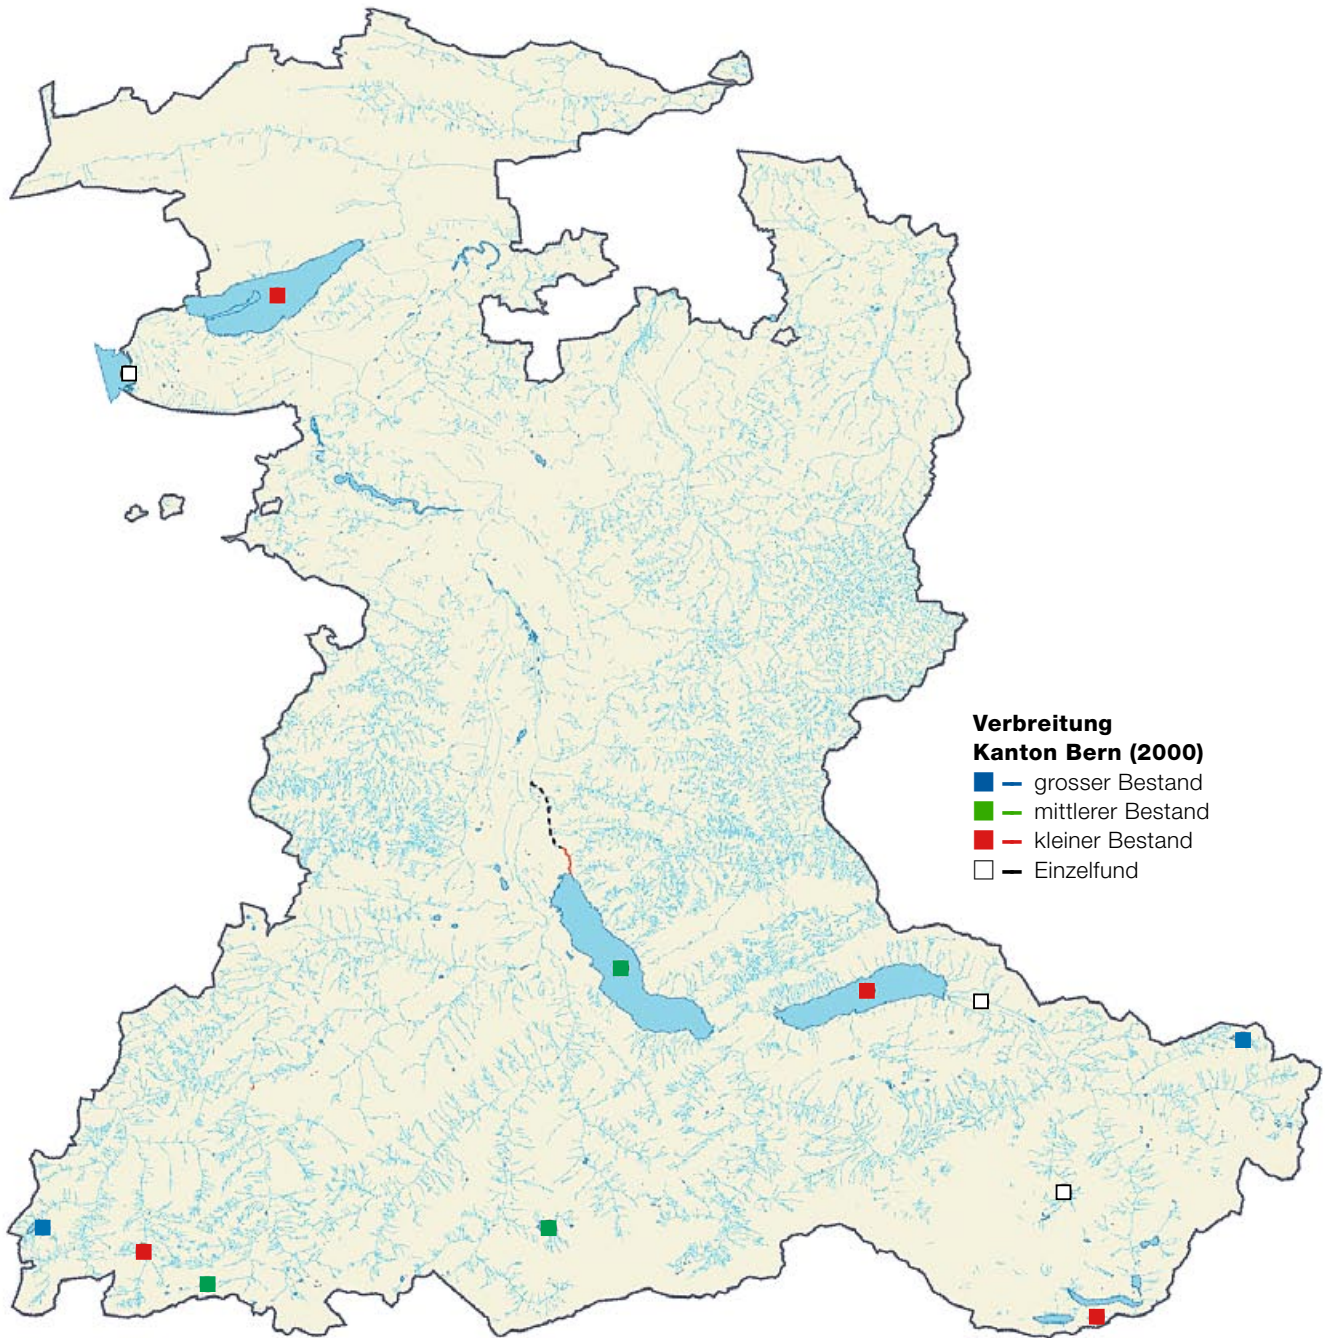 Verbreitung
Kanton Bern (2000)
grosser Bestand
mittlerer Bestand
kleiner Bestand
Einzelfund